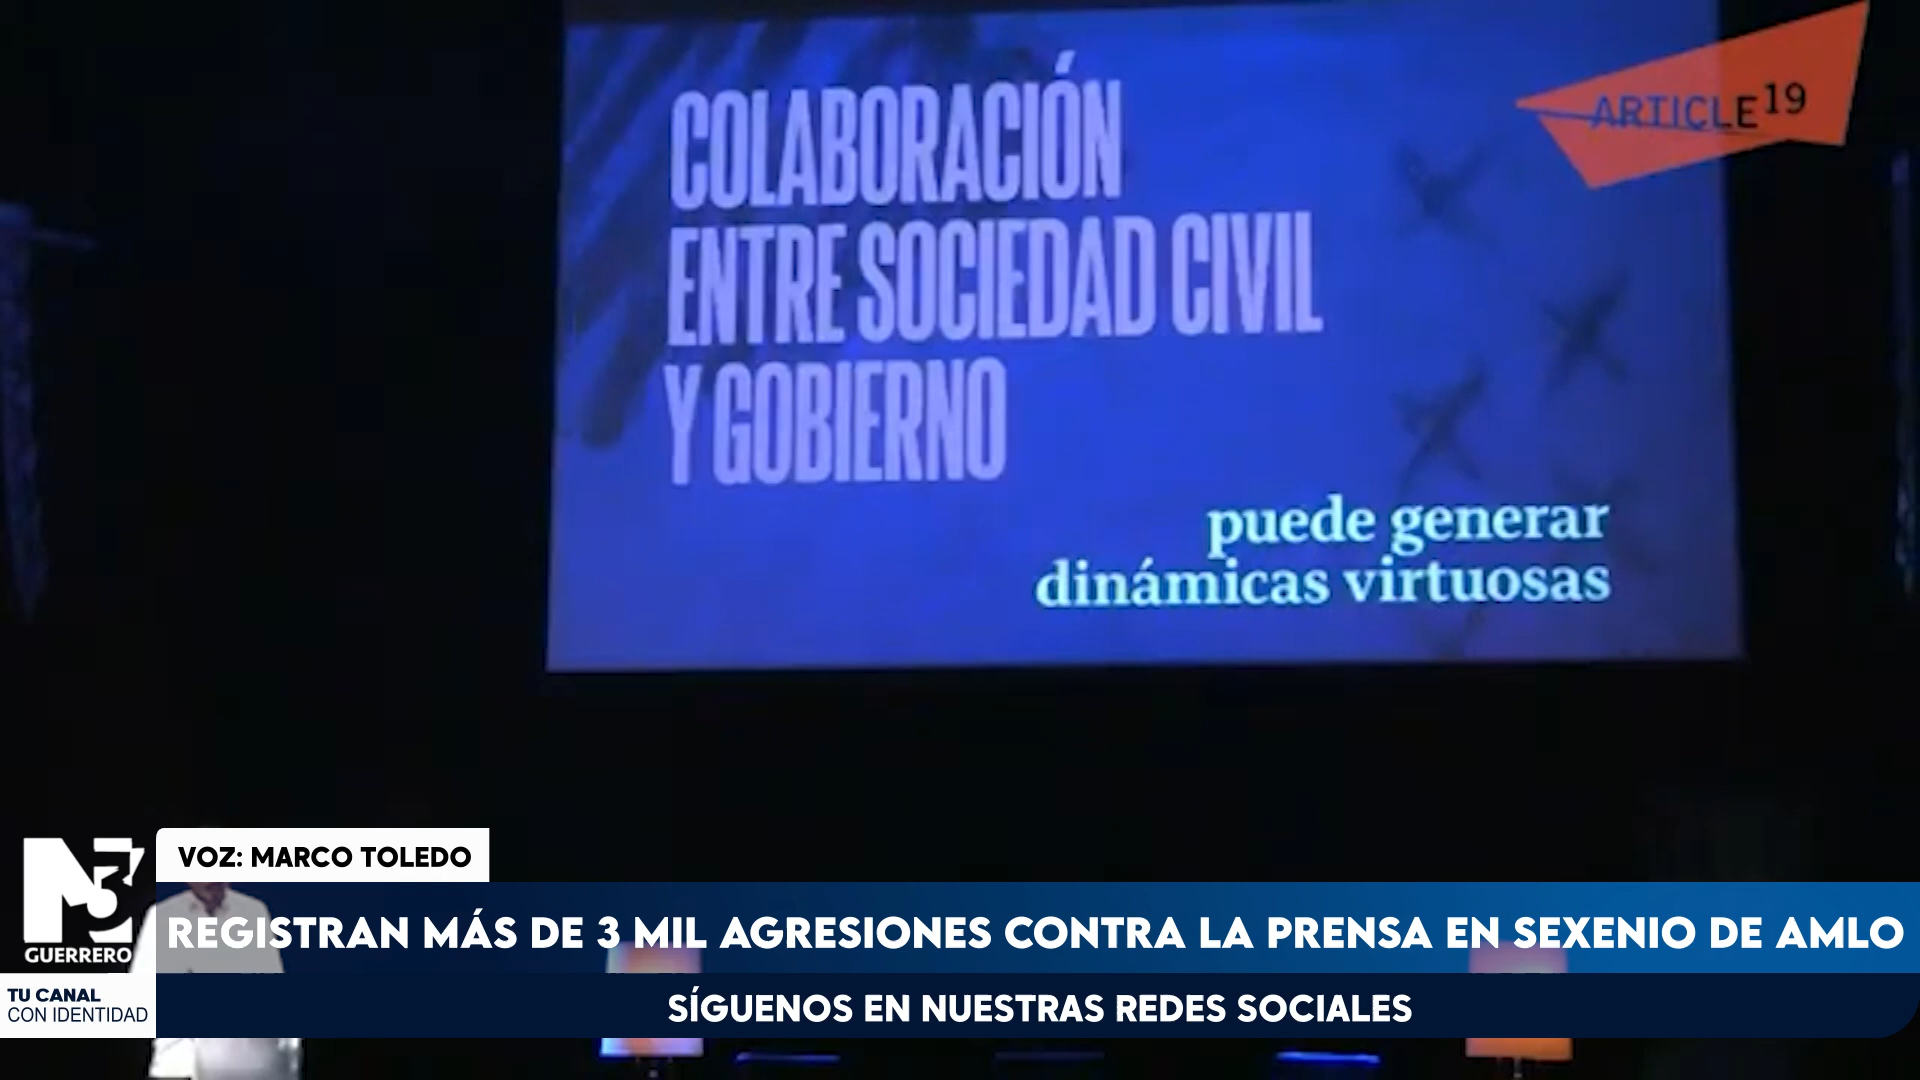 COLABORACIÓN
ENTRE SOCIEDAD CIVIL
Y GOBIERNO
puede generar
dinámicas virtuosas
ARTICLE 19
VOZ: MARCO TOLEDO
REGISTRAN MÁS DE 3 MIL AGRESIONES CONTRA LA PRENSA EN SEXENIO DE AMLO
SÍGUENOS EN NUESTRAS REDES SOCIALES
N3
GUERRERO
TU CANAL
CON IDENTIDAD